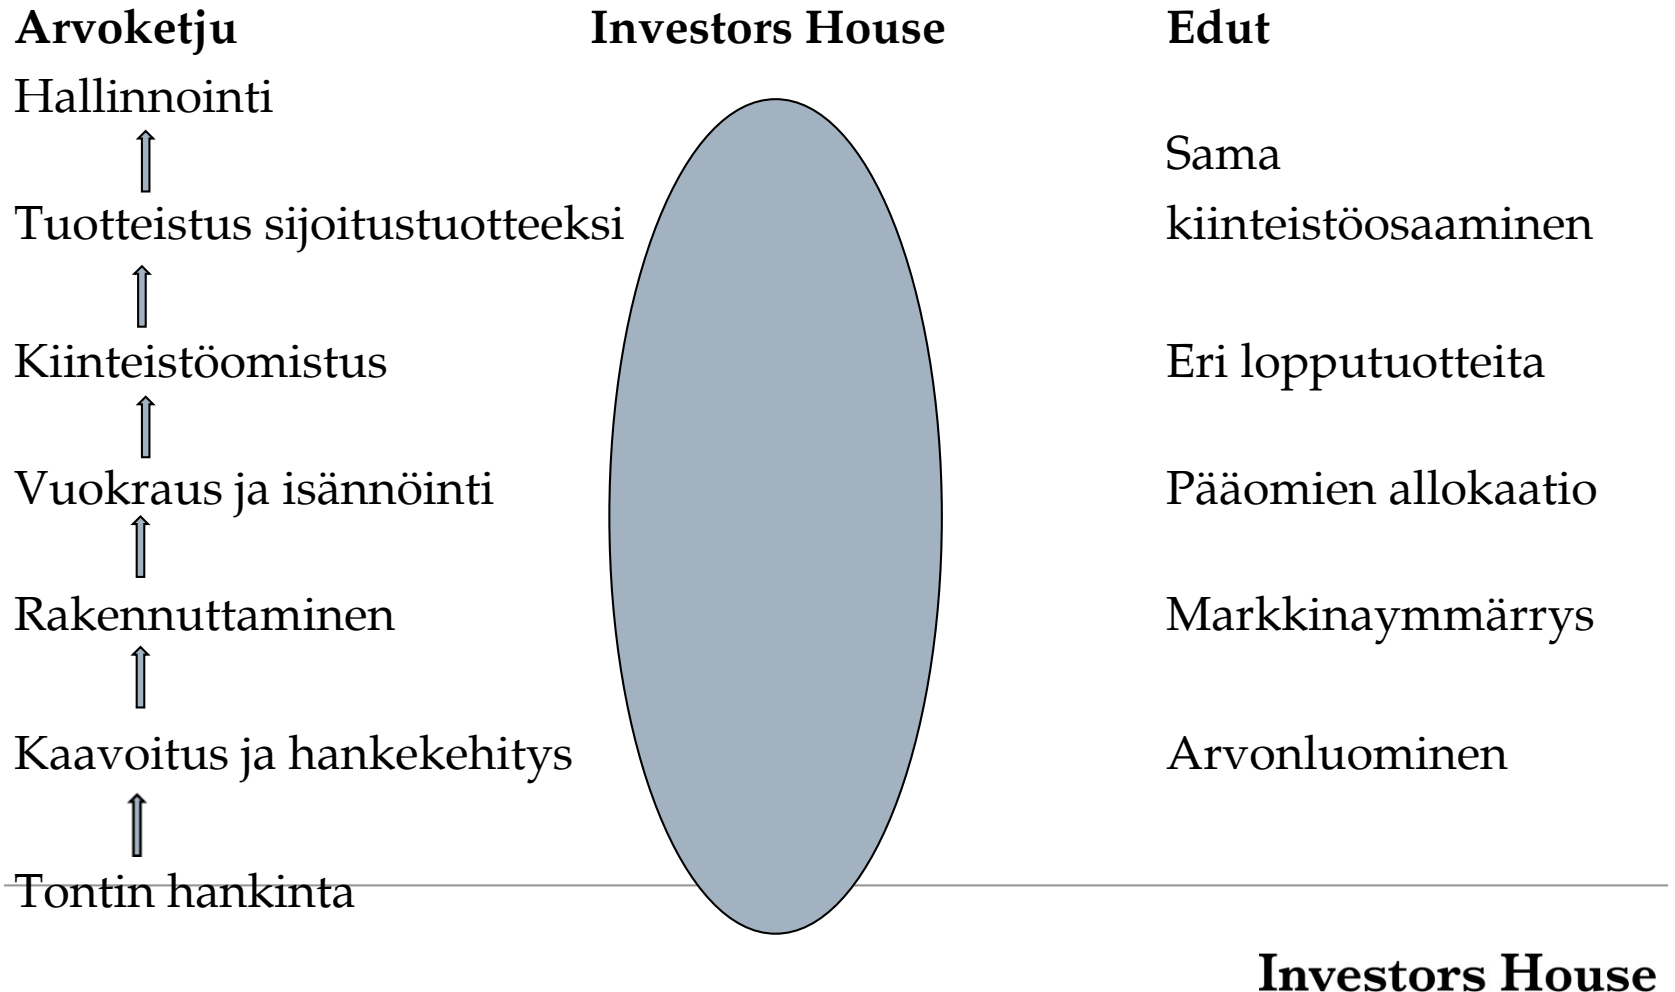 Arvoketju
Hallinnointi
Tuotteistus sijoitustuotteeksi
Kiinteistöomistus
Vuokraus ja isännöinti
Rakennuttaminen
Kaavoitus ja hankekehitys
Tontin hankinta
Investors House
Edut
Sama
kiinteistöosaaminen
Eri lopputuotteita
Pääomien allokaatio
Markkinaymmärrys
Arvonluominen
Investors House